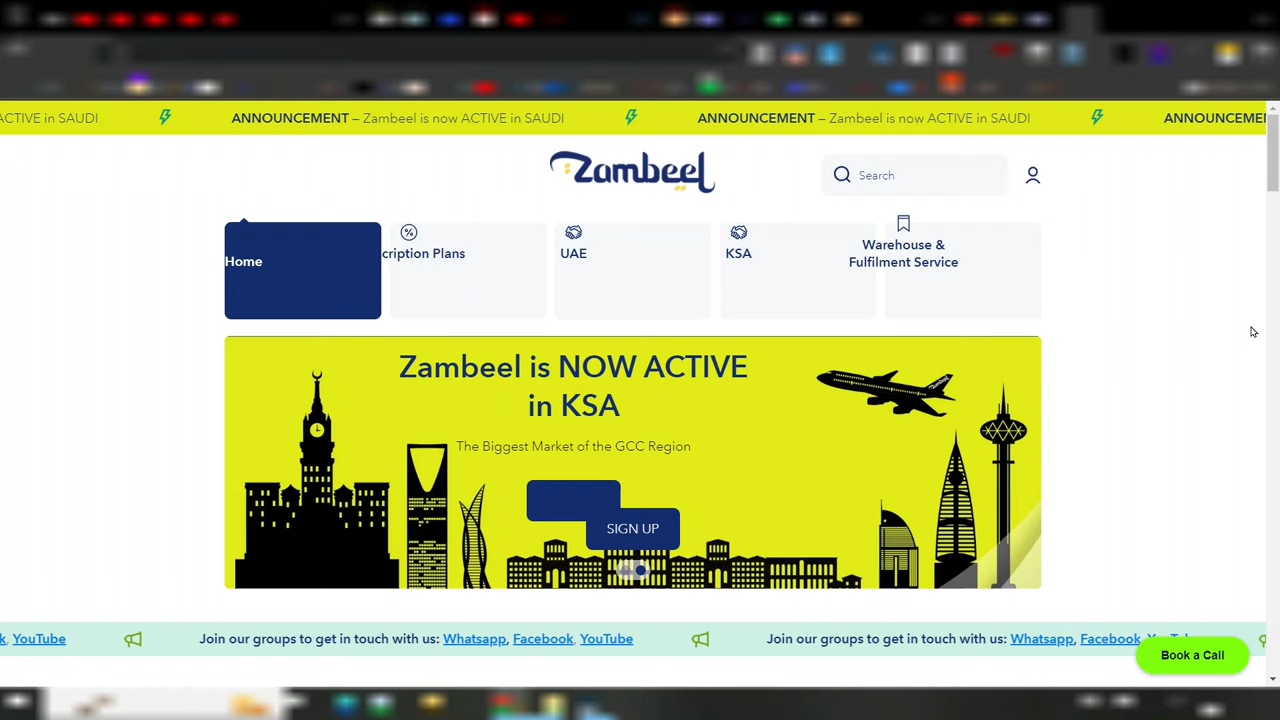 ACTIVE in SAUDI
ANNOUNCEMENT – Zambeel is now ACTIVE in SAUDI
ANNOUNCEMENT – Zambeel is now ACTIVE in SAUDI
ANNOUNCEMEN
Zambeel
Search
Home
cription Plans
UAE
KSA
Warehouse &
Fulfilment Service
Zambeel is NOW ACTIVE
in KSA
The Biggest Market of the GCC Region
SIGN UP
k, YouTube
Join our groups to get in touch with us: Whatsapp, Facebook, YouTube
Join our groups to get in touch with us: Whatsapp, Facebook, YouTube
Book a Call